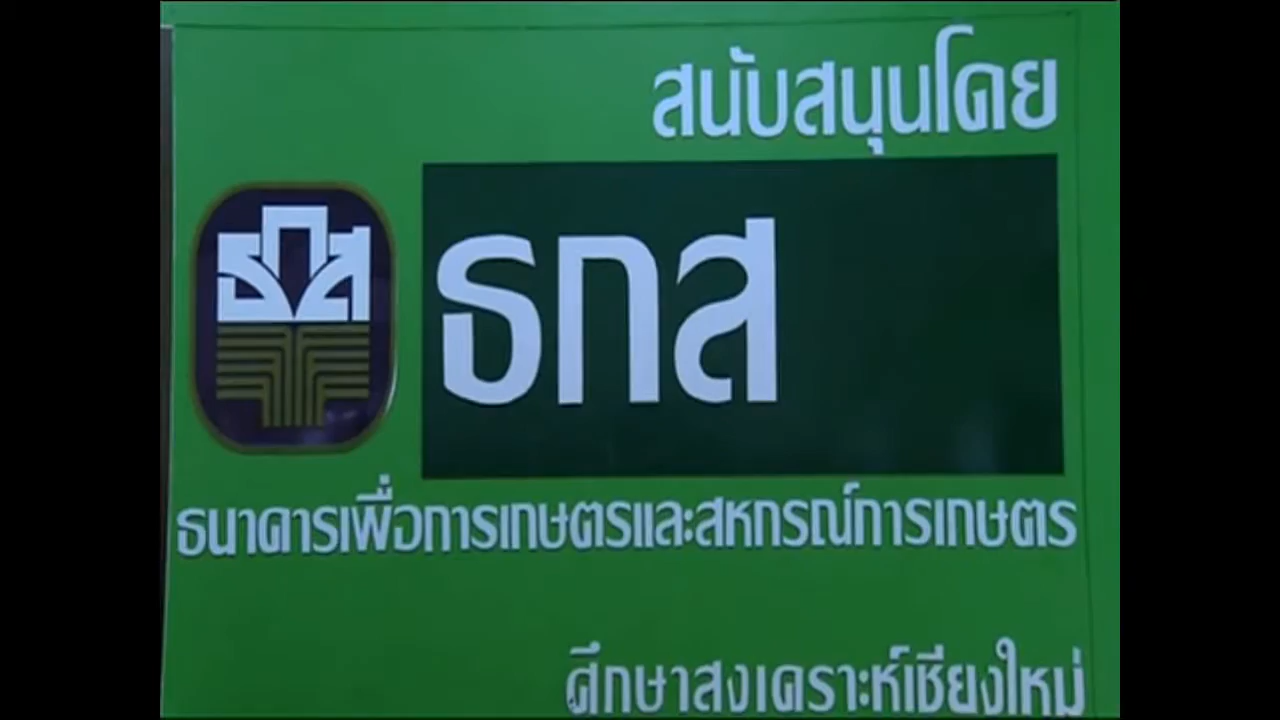 สนับสนุนโดย
ธกส
ธกส
ธนาคารเพื่อการเกษตรและสหกรณ์การเกษตร
ศึกษาสงเคราะห์เชียงใหม่